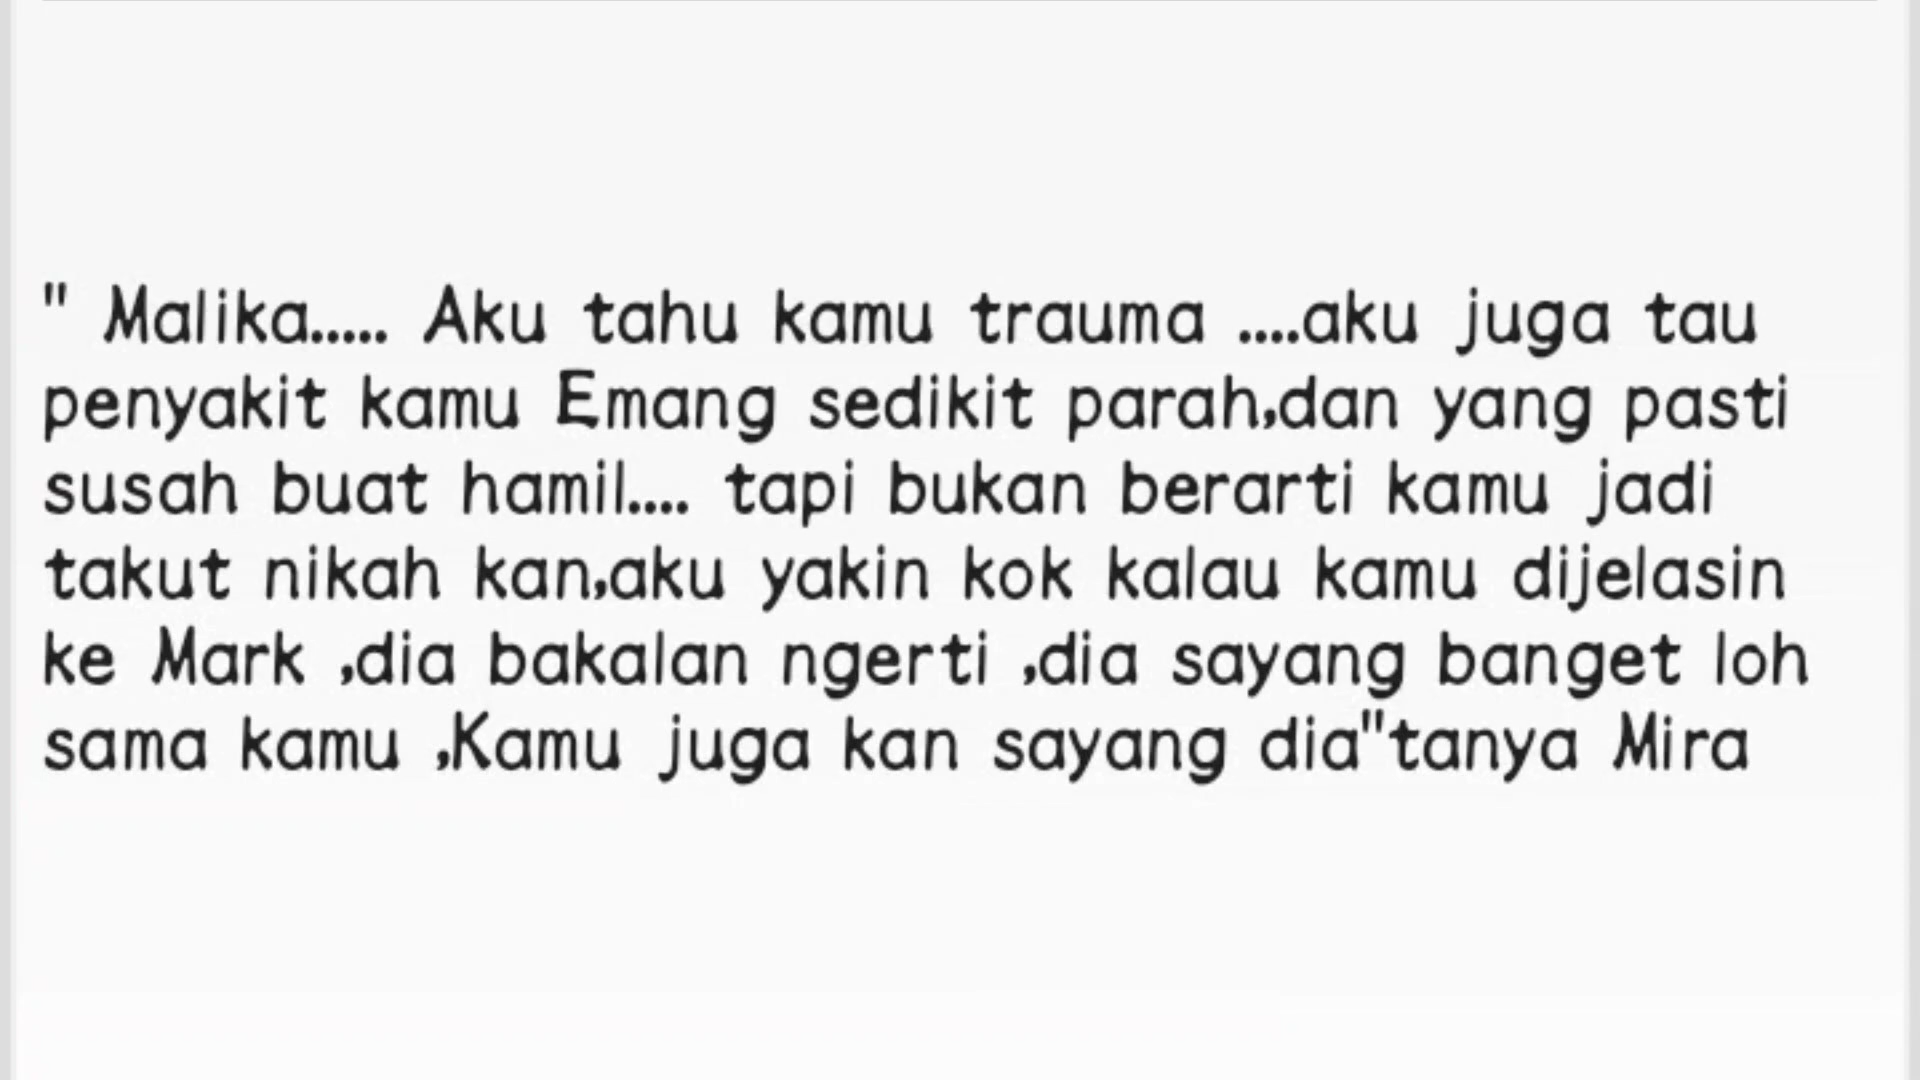 " Malika..... Aku tahu kamu trauma ....aku juga tau
penyakit kamu Emang sedikit parah,dan yang pasti
susah buat hamil.... tapi bukan berarti kamu jadi
takut nikah kan,aku yakin kok kalau kamu dijelasin
ke Mark ,dia bakalan ngerti ,dia sayang banget loh
sama kamu ,Kamu juga kan sayang dia"tanya Mira